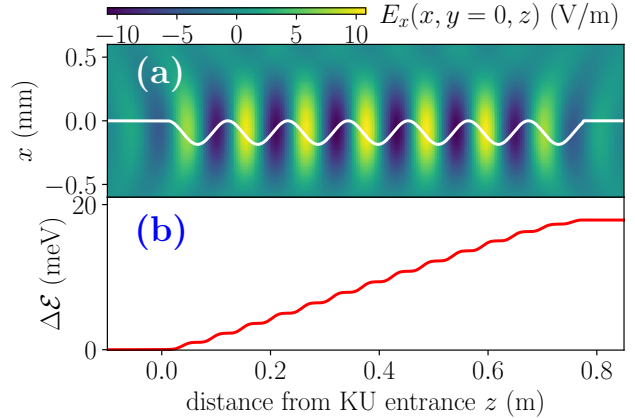 −10 −5 0 5 10 E_x(x, y = 0, z) (V/m)
(a)
x (mm)
0.5
0.0
−0.5
(b)
Δℰ (meV)
20
0
0.0 0.2 0.4 0.6 0.8
distance from KU entrance z (m)